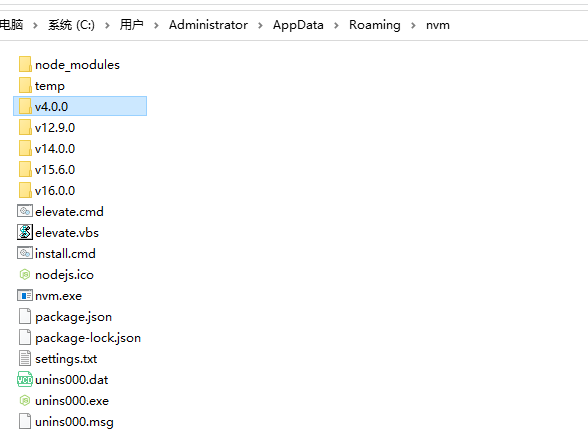 电脑 > 系统 (C:) > 用户 > Administrator > AppData > Roaming > nvm
node_modules
temp
v4.0.0
v12.9.0
v14.0.0
v15.6.0
v16.0.0
elevate.cmd
elevate.vbs
install.cmd
nodejs.ico
nvm.exe
package.json
package-lock.json
settings.txt
unins000.dat
unins000.exe
unins000.msg